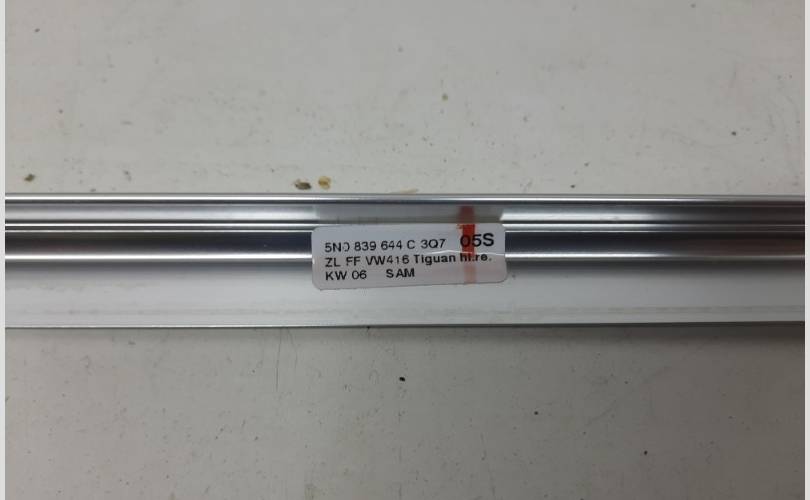 5N0 839 644 C 3Q7 05S
ZL FF VW416 Tiguan hi.re.
KW 06 SAM